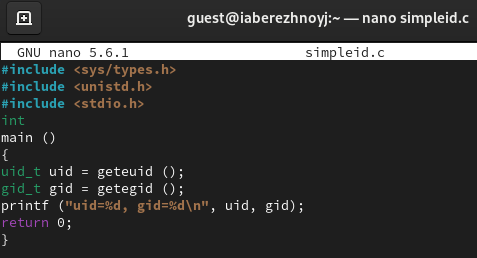 guest@iaberezhnoyj:~ — nano simpleid.c
GNU nano 5.6.1 simpleid.c
#include <sys/types.h>
#include <unistd.h>
#include <stdio.h>
int
main ()
{
uid_t uid = geteuid ();
gid_t gid = getegid ();
printf ("uid=%d, gid=%d\n", uid, gid);
return 0;
}